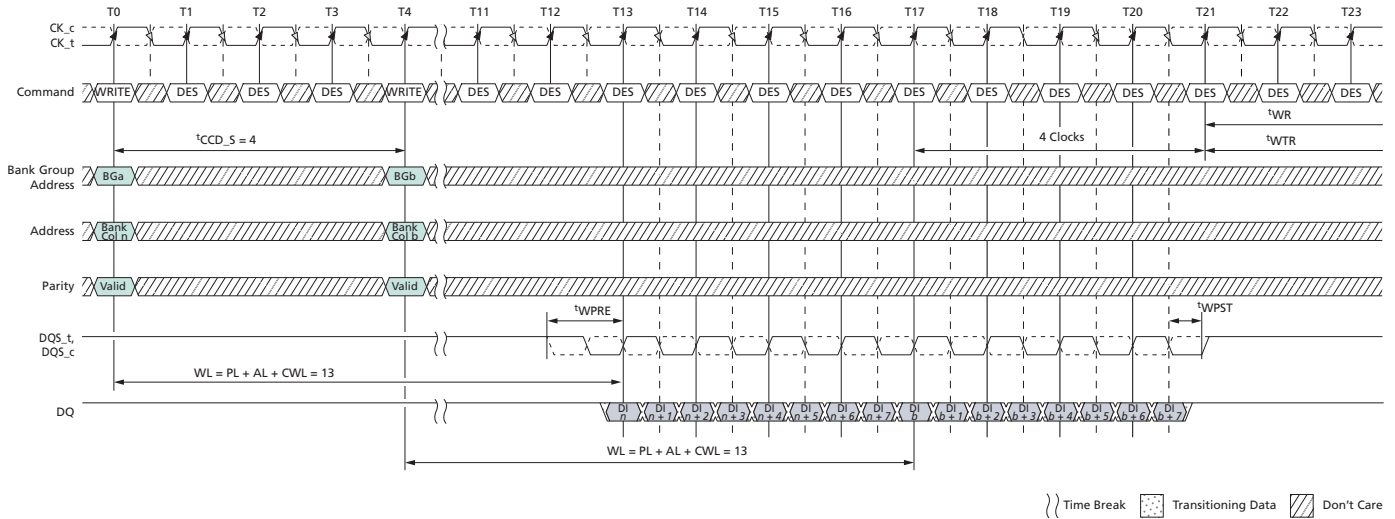 T0 T1 T2 T3 T4 T11 T12 T13 T14 T15 T16 T17 T18 T19 T20 T21 T22 T23
CK_c
CK_t
Command WRITE DES DES DES WRITE DES DES DES DES DES DES DES DES DES DES DES DES DES
tWR
tCCD_S = 4
4 Clocks
tWTR
Bank Group
Address
BGa BGb
Address
Bank
Col n
Bank
Col b
Parity Valid Valid
tWPRE tWPST
DQS_t,
DQS_c
WL = PL + AL + CWL = 13
DQ
DI
n
DI
n + 1
DI
n + 2
DI
n + 3
DI
n + 4
DI
n + 5
DI
n + 6
DI
n + 7
DI
b
DI
b + 1
DI
b + 2
DI
b + 3
DI
b + 4
DI
b + 5
DI
b + 6
DI
b + 7
WL = PL + AL + CWL = 13
Time Break Transitioning Data Don't Care